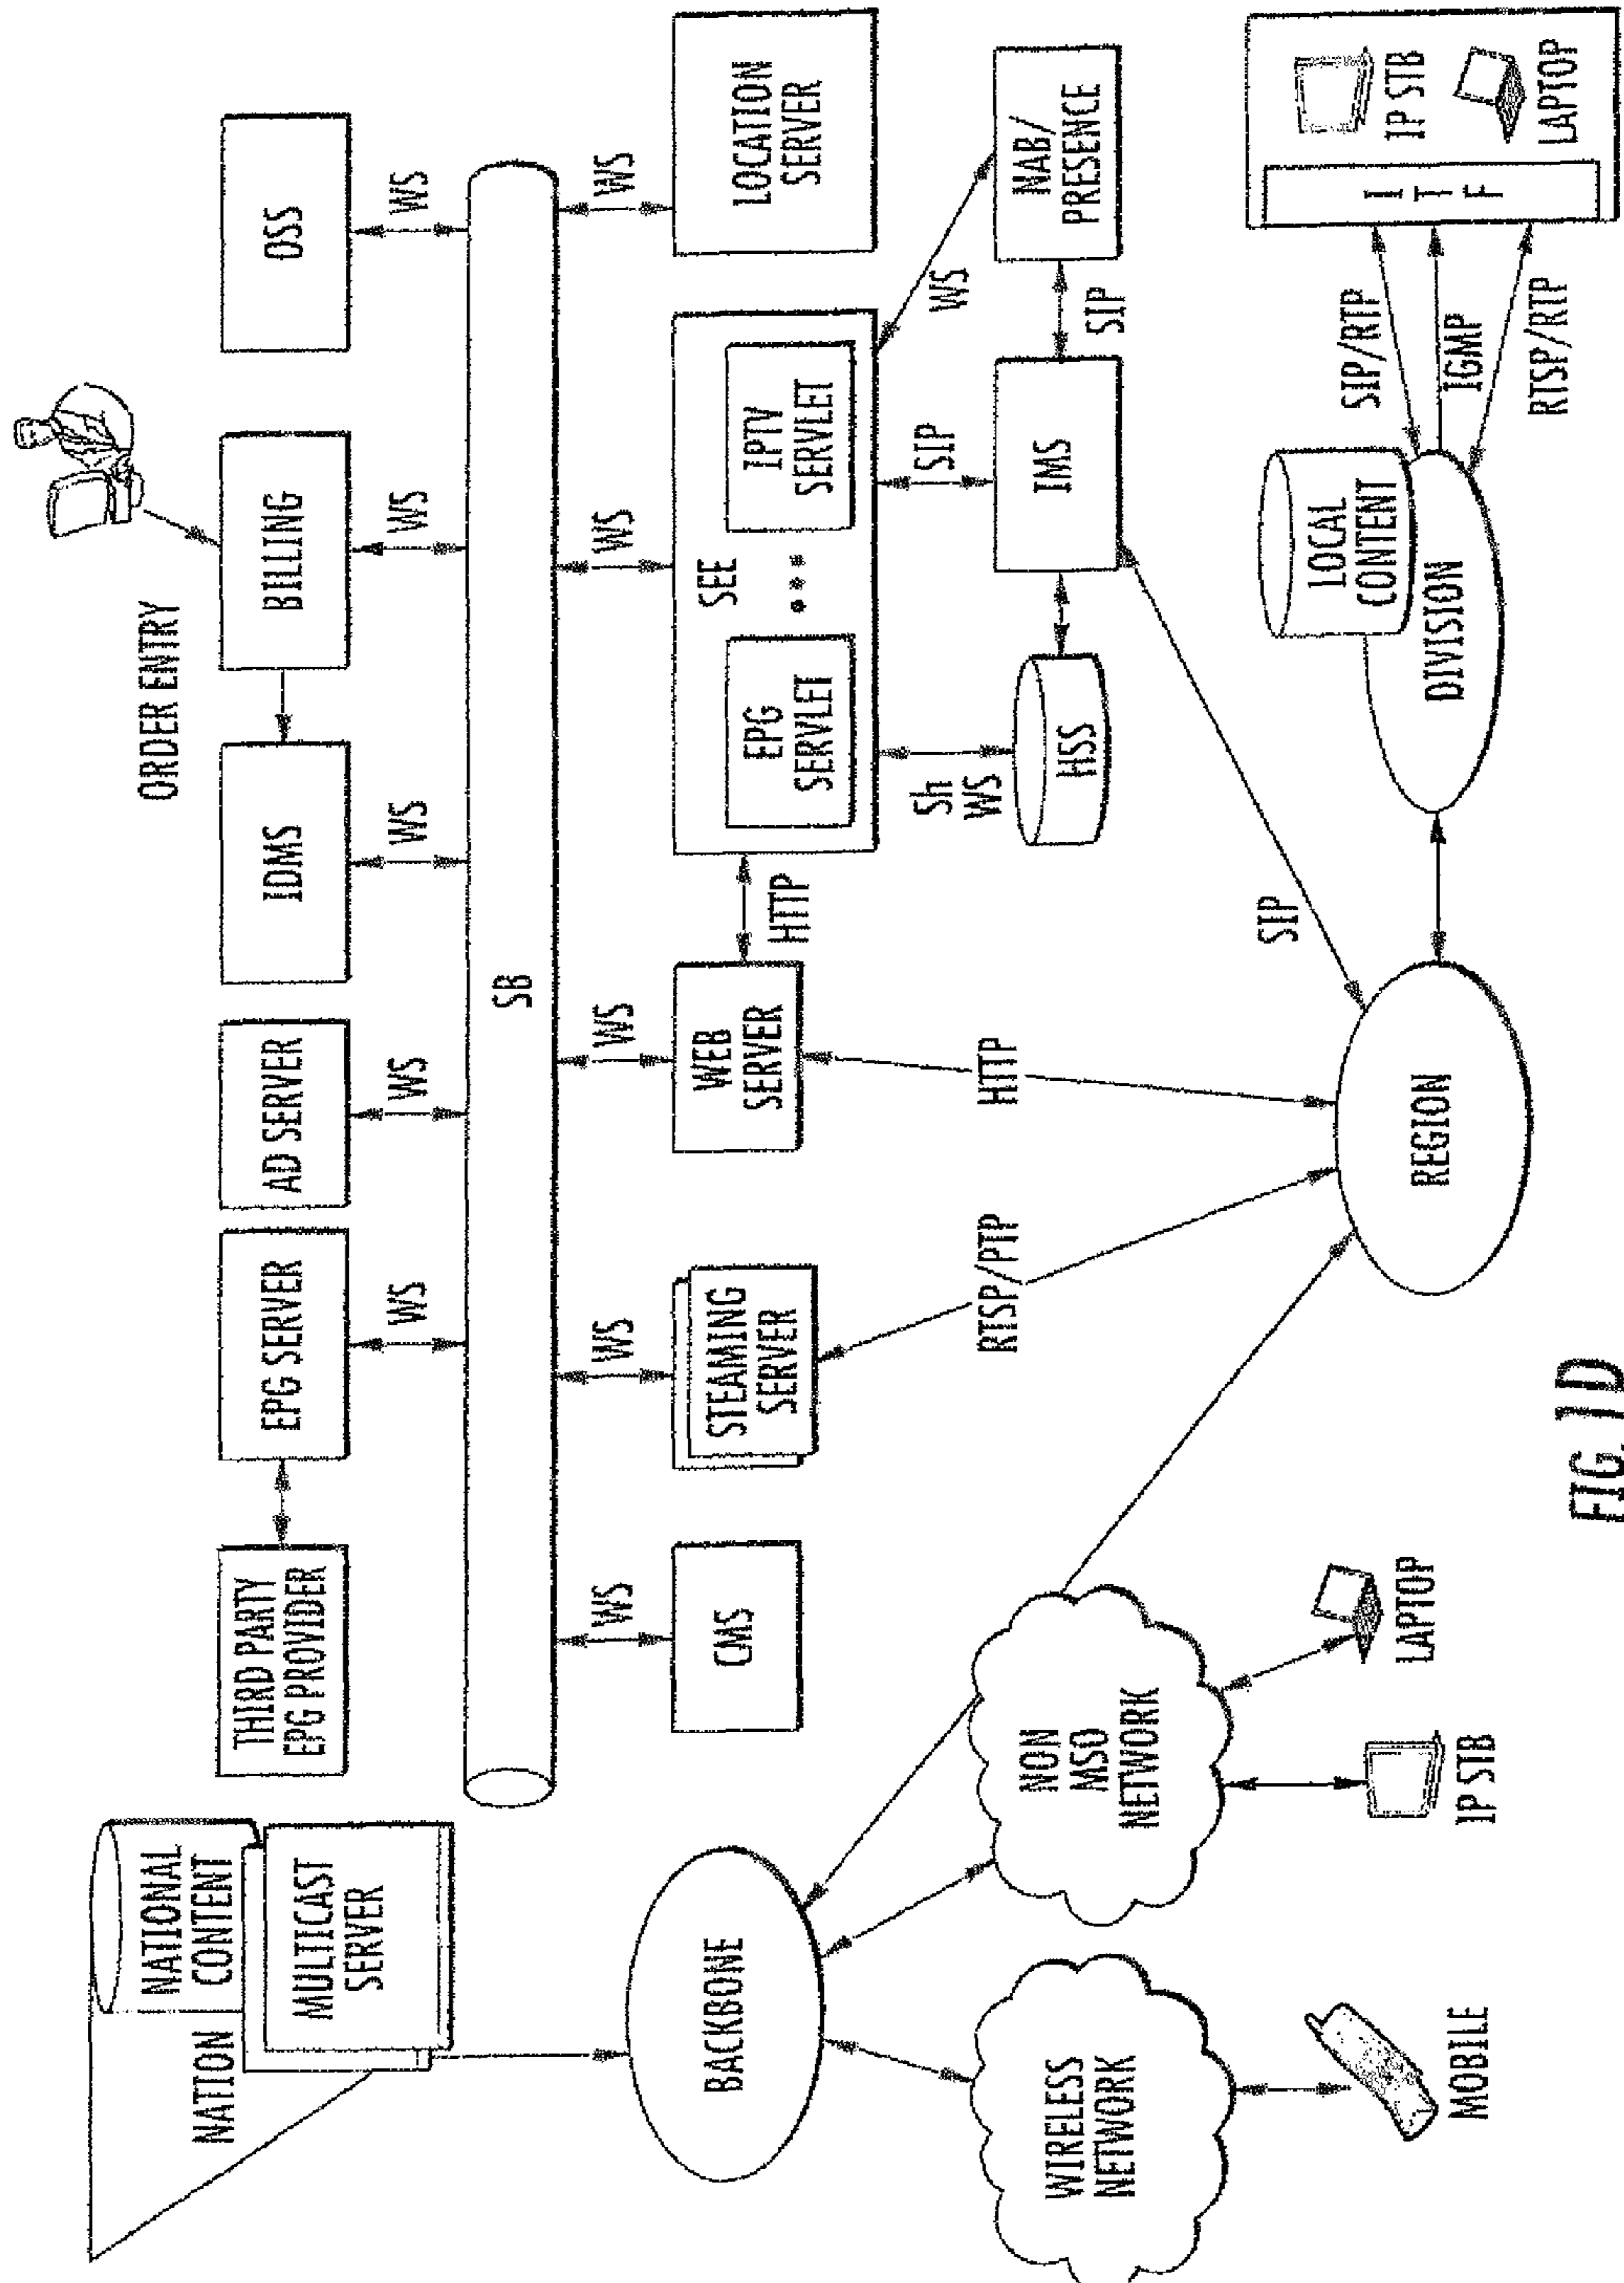 ORDER ENTRY
NATION
NATIONAL
CONTENT
MULTICAST
SERVER
THIRD PARTY
EPG PROVIDER
EPG SERVER
AD SERVER
IDMS
BILLING
OSS
WS
WS
WS
WS
WS
SB
WS
WS
WS
WS
WS
CMS
STEAMING
SERVER
WEB
SERVER
HTTP
SEE
EPG
SERVLET
•••
IPTV
SERVLET
LOCATION
SERVER
BACKBONE
Sh
WS
SIP
WS
RTSP/PTP
HTTP
HSS
IMS
SIP
NAB/
PRESENCE
WIRELESS
NETWORK
NON
MSO
NETWORK
SIP
REGION
LOCAL
CONTENT
DIVISION
SIP/RTP
IGMP
RTSP/RTP
ITF
IP STB
LAPTOP
MOBILE
IP STB
LAPTOP
FIG. 1D